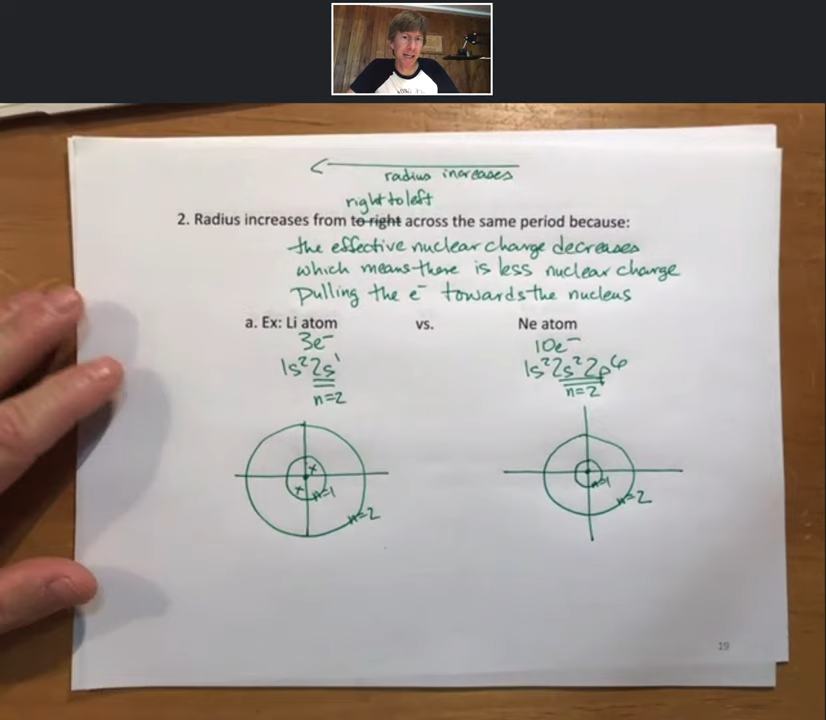 radius increases
right to left
2. Radius increases from to right across the same period because:
the effective nuclear charge decreases
which means there is less nuclear charge
pulling the e⁻ towards the nucleus
a. Ex: Li atom vs. Ne atom
3e⁻ 10e⁻
1s²2s¹ 1s²2s²2p⁶
n=2 n=2
x
x n=1 n=1
n=2 n=2
19